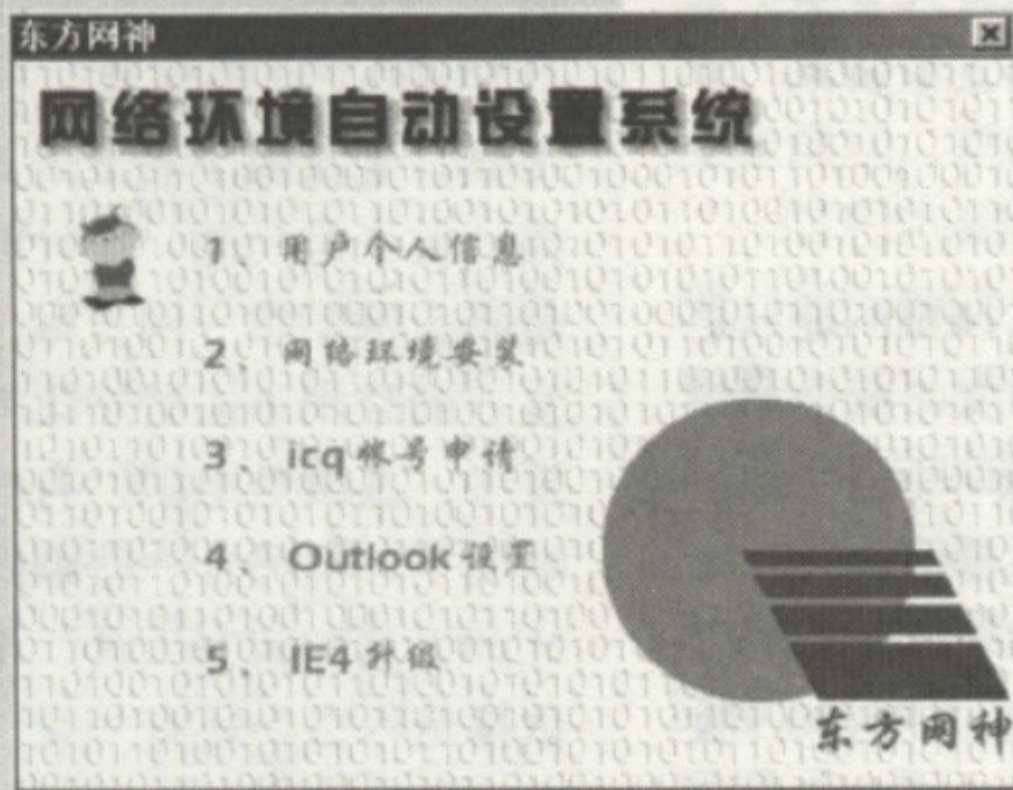 东方网神
网络环境自动设置系统
1、用户个人信息
2、网络环境安装
3、icq帐号申请
4、Outlook设置
5、IE4升级
东方网神